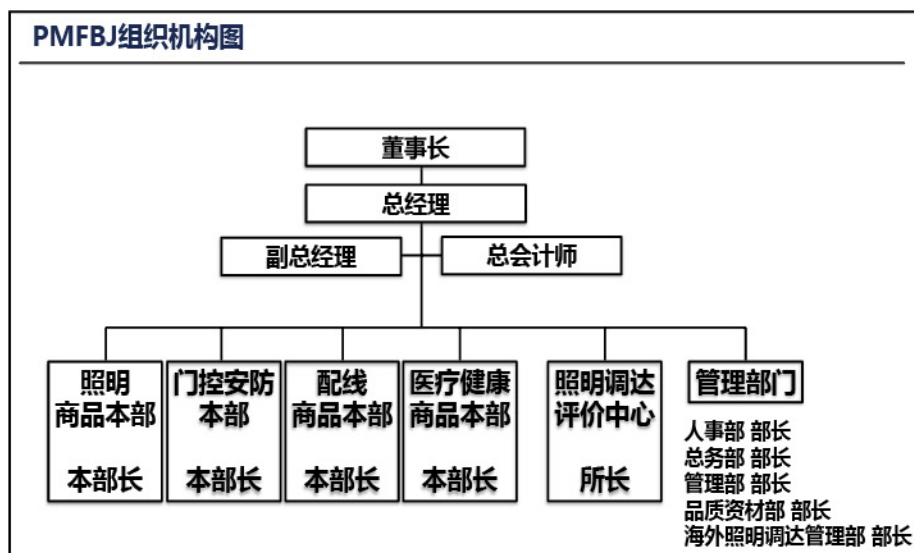 PMFBJ组织机构图
董事长
总经理
副总经理
总会计师
照明
商品本部
本部长
门控安防
本部
本部长
配线
商品本部
本部长
医疗健康
商品本部
本部长
照明调达
评价中心
所长
管理部门
人事部 部长
总务部 部长
管理部 部长
品质资材部 部长
海外照明调达管理部 部长